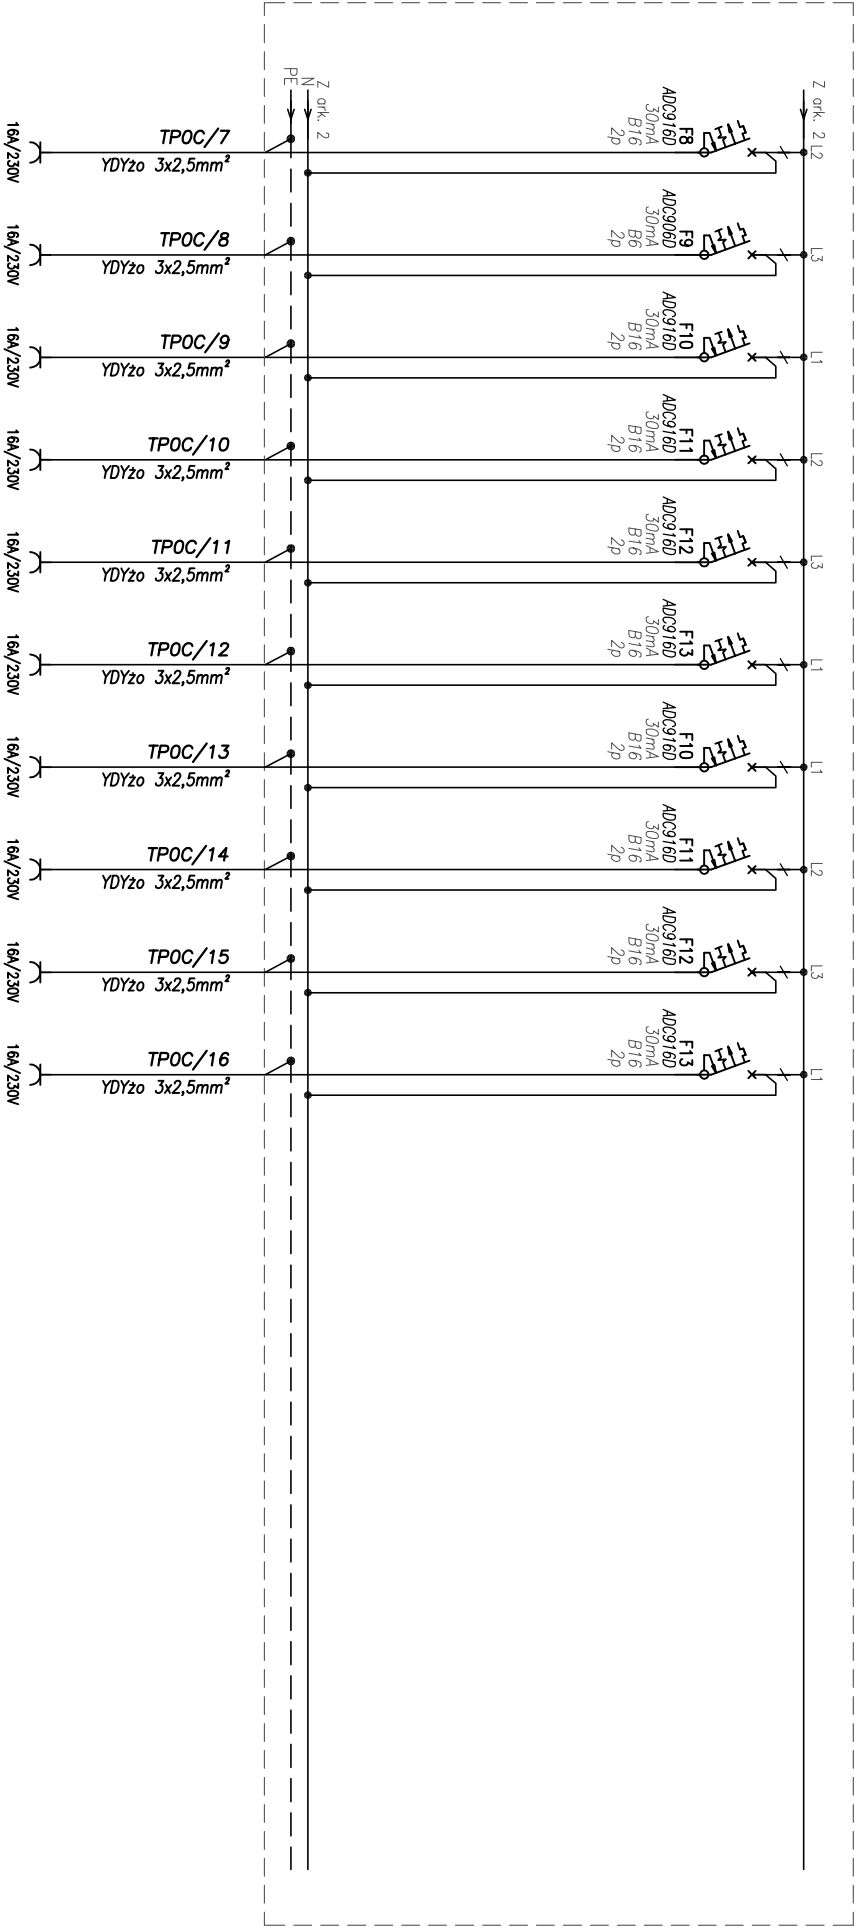 Z ark. 2
Z ark. 2
N
PE
L2
F8
ADC916D
30mA
B16
2p
TPOC/7
YDYżo 3x2,5mm²
16A/230V
L3
F9
ADC906D
30mA
B6
2p
TPOC/8
YDYżo 3x2,5mm²
16A/230V
L1
F10
ADC916D
30mA
B16
2p
TPOC/9
YDYżo 3x2,5mm²
16A/230V
L2
F11
ADC916D
30mA
B16
2p
TPOC/10
YDYżo 3x2,5mm²
16A/230V
L3
F12
ADC916D
30mA
B16
2p
TPOC/11
YDYżo 3x2,5mm²
16A/230V
L1
F13
ADC916D
30mA
B16
2p
TPOC/12
YDYżo 3x2,5mm²
16A/230V
L1
F10
ADC916D
30mA
B16
2p
TPOC/13
YDYżo 3x2,5mm²
16A/230V
L2
F11
ADC916D
30mA
B16
2p
TPOC/14
YDYżo 3x2,5mm²
16A/230V
L3
F12
ADC916D
30mA
B16
2p
TPOC/15
YDYżo 3x2,5mm²
16A/230V
L1
F13
ADC916D
30mA
B16
2p
TPOC/16
YDYżo 3x2,5mm²
16A/230V